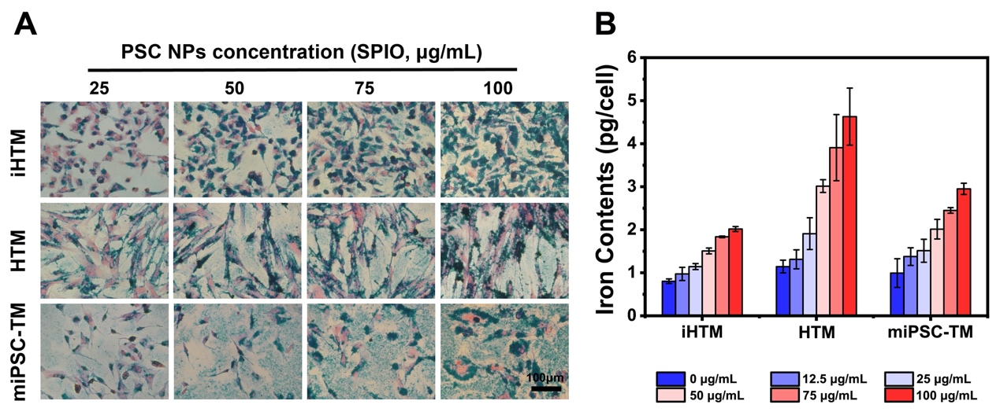 A
PSC NPs concentration (SPIO, µg/mL)
25 50 75 100
iHTM
HTM
miPSC-TM
100µm
B
Iron Contents (pg/cell)
6
5
4
3
2
1
0
iHTM HTM miPSC-TM
0 µg/mL 12.5 µg/mL 25 µg/mL
50 µg/mL 75 µg/mL 100 µg/mL